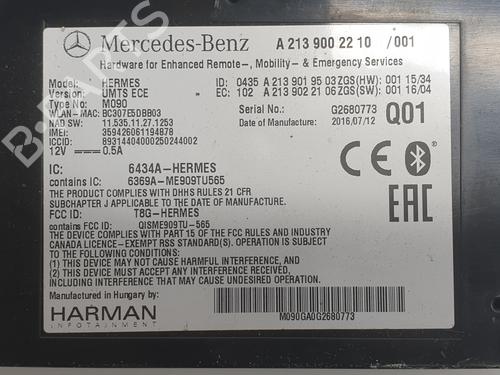 Mercedes-Benz A 213 900 22 10 /001
Hardware for Enhanced Remote-, Mobility- & Emergency Services
Model: HERMES ID: 0435 A 213 901 95 03 ZGS(HW): 001 15/34
Version: UMTS ECE EC: 102 A 213 902 21 06 ZGS(SW): 001 16/04
Type No: M090
WLAN-MAC: BC307E5DBB03 Serial No.: G2680773
NAD SW: 11.535.11.27.1253 Production Date: 2016/07/12 Q01
IMEI: 359426061194878
ICCID: 89314404000250244002
12V 0.5A
IC: 6434A-HERMES
contains IC: 6369A-ME909TU565
THE PRODUCT COMPLIES WITH DHHS RULES 21 CFR
SUBCHAPTER J APPLICABLE TO THE DATE OF MANUFACTURE.
FCC ID: T8G-HERMES
contains FCC ID: QISME909TU-565
THE DEVICE COMPLIES WITH PART 15 OF THE FCC RULES AND INDUSTRY
CANADA LICENCE-EXEMPT RSS STANDARD(S). OPERATION IS SUBJECT TO
THE FOLLOWING CONDITIONS:
(1) THIS DEVICE MAY NOT CAUSE HARMFUL INTERFERENCE, AND
(2) THIS DEVICE MUST ACCEPT ANY INTERFERENCE RECEIVED,
INCLUDING INTERFERENCE THAT MAY CAUSE UNDESIRED OPERATION
Manufactured in Hungary by:
HARMAN
INFOTAINMENT
M090GA0G2680773
CE
EAC
B-PARTS